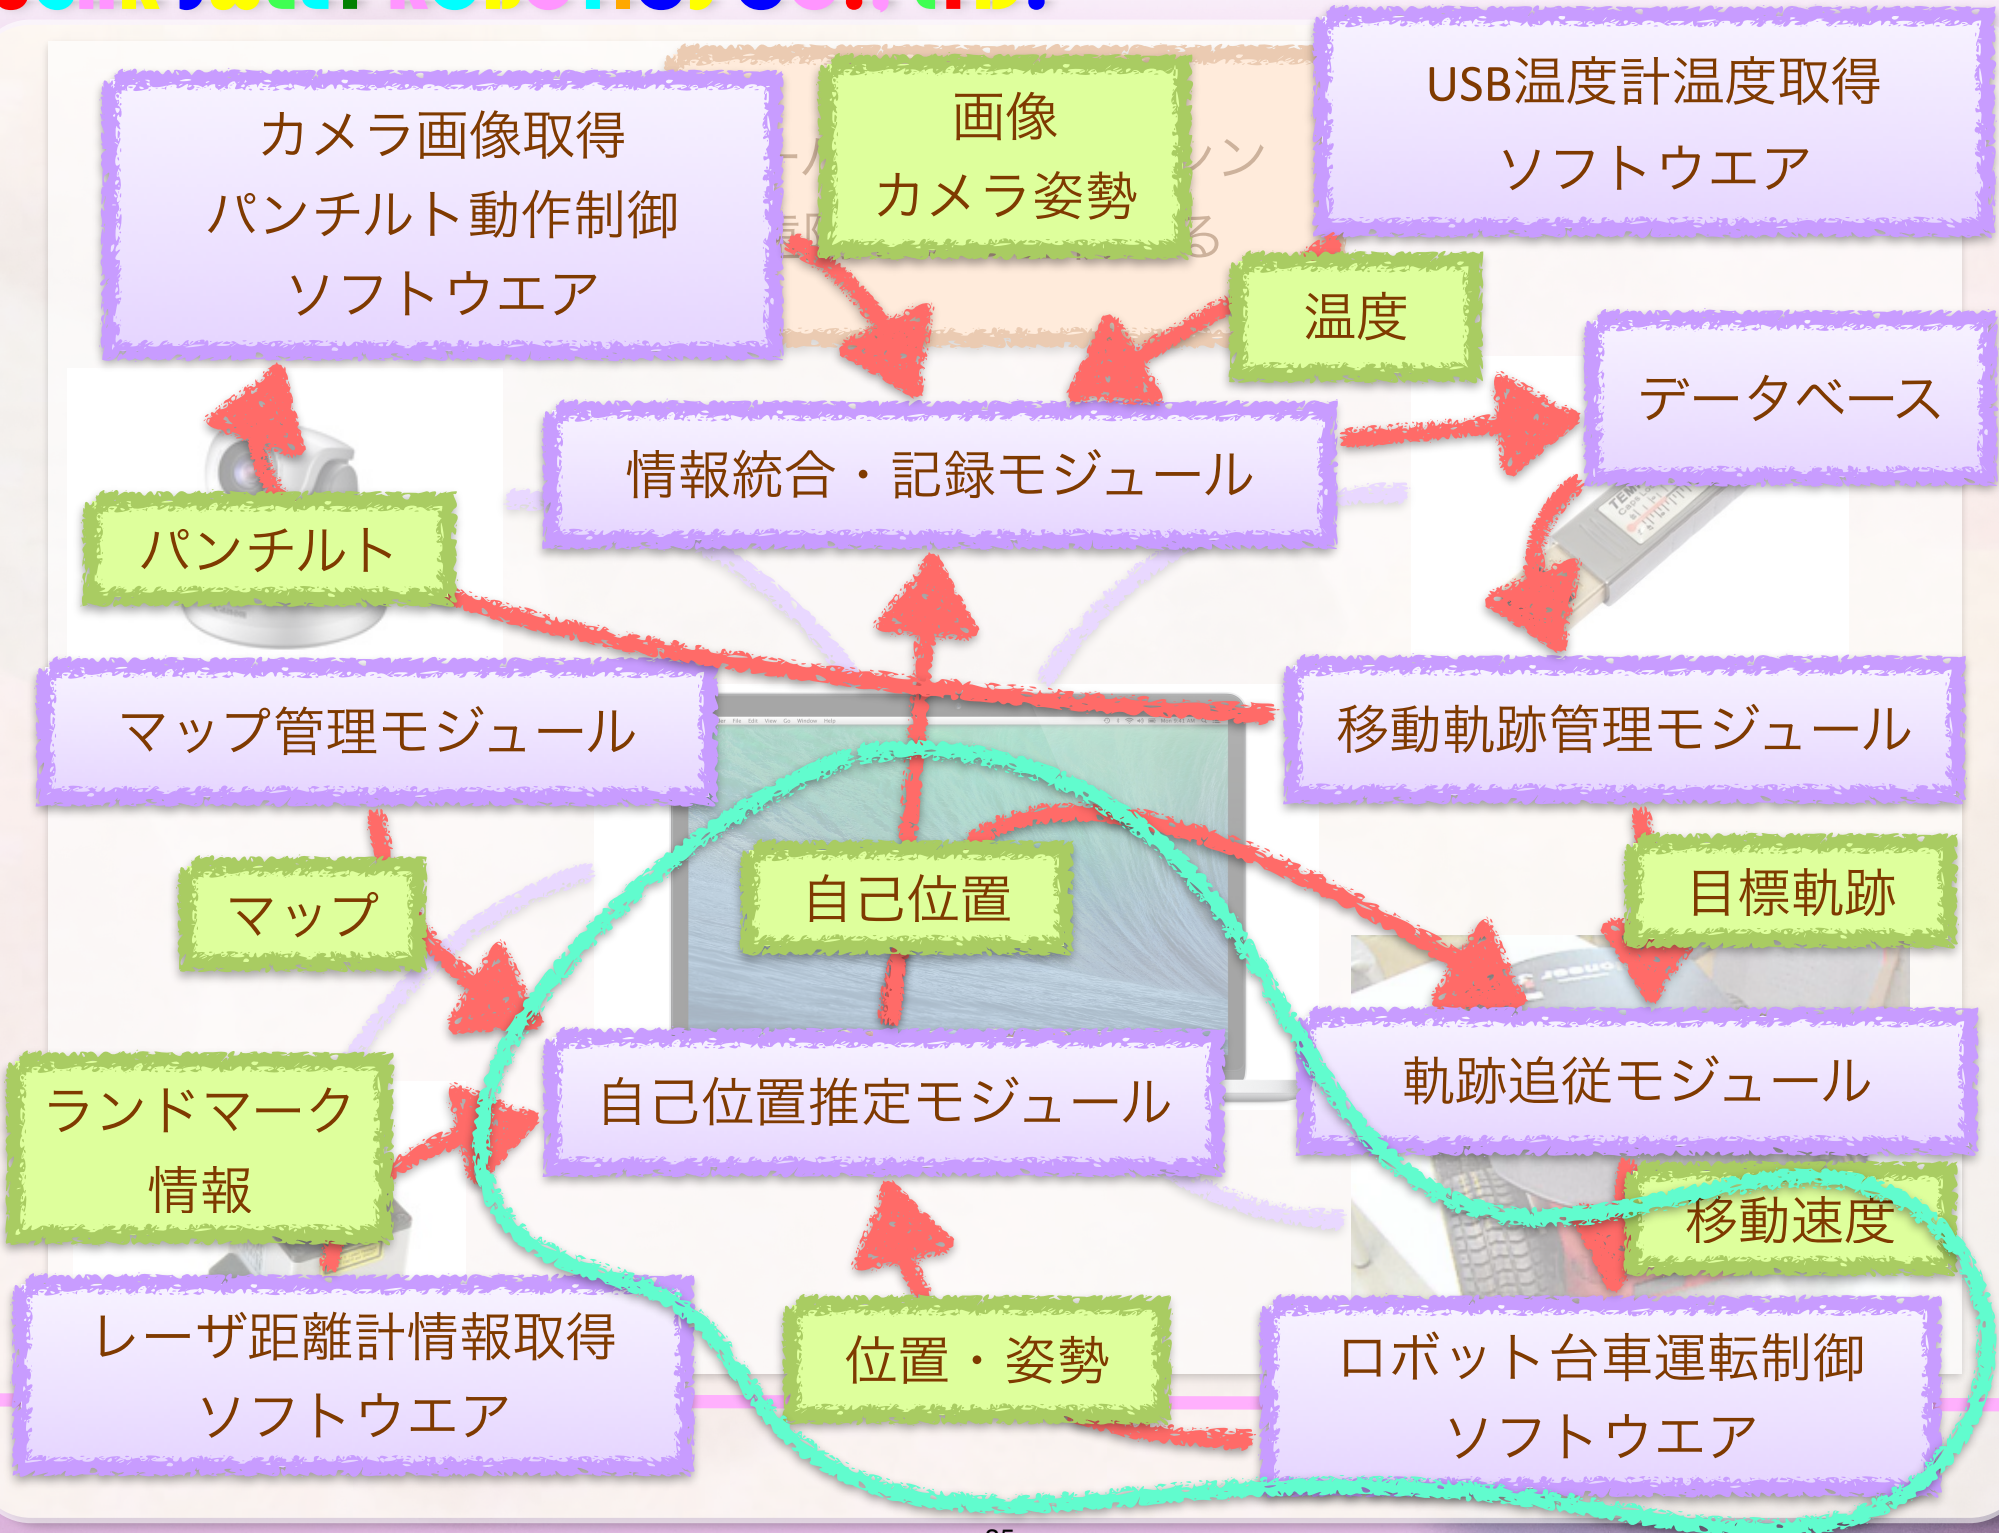 カメラ画像取得
パンチルト動作制御
ソフトウエア
画像
カメラ姿勢
USB温度計温度取得
ソフトウエア
温度
データベース
情報統合・記録モジュール
パンチルト
マップ管理モジュール
移動軌跡管理モジュール
マップ
自己位置
目標軌跡
ランドマーク
情報
自己位置推定モジュール
軌跡追従モジュール
移動速度
レーザ距離計情報取得
ソフトウエア
位置・姿勢
ロボット台車運転制御
ソフトウエア